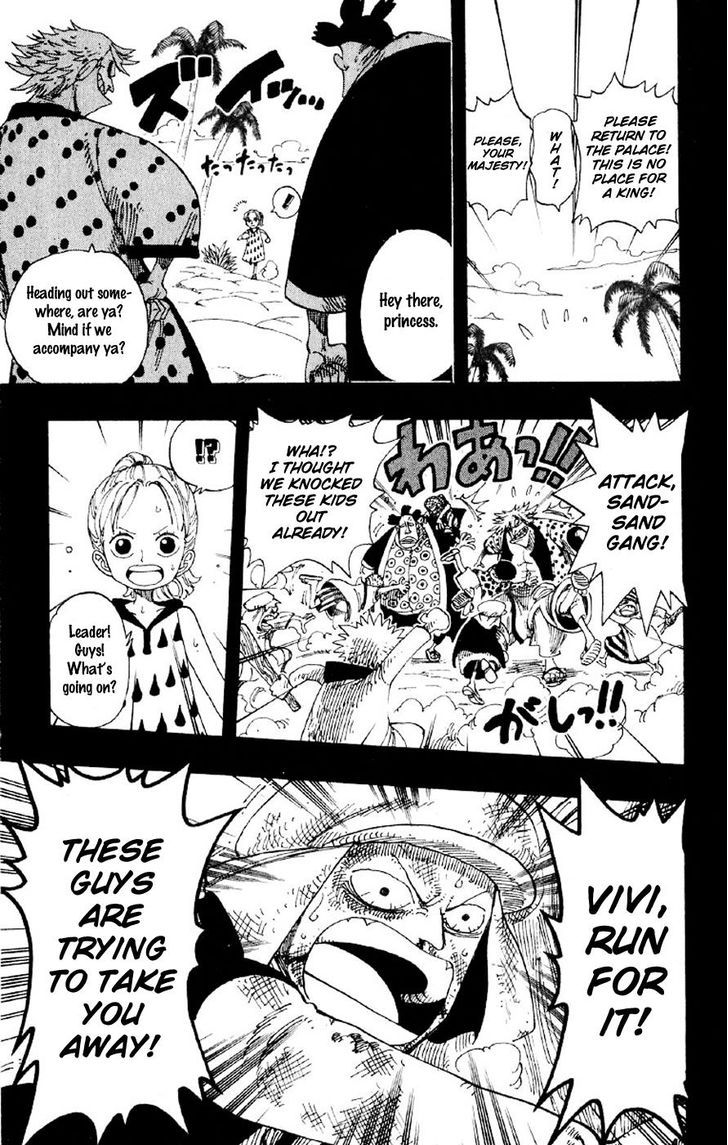 PLEASE
RETURN TO
THE PALACE!
THIS IS NO
PLACE FOR
A KING!
WHAT!
PLEASE,
YOUR
MAJESTY!
ズイッ…
たったったっ
!
Hey there,
princess.
Heading out some-
where, are ya?
Mind if we
accompany ya?
ATTACK,
SAND-
SAND
GANG!
わあっ!!
WHA!?
I THOUGHT
WE KNOCKED
THESE KIDS
OUT
ALREADY!
がしっ!!
!?
Leader!
Guys!
What's
going on?
VIVI,
RUN
FOR
IT!
THESE
GUYS
ARE
TRYING
TO TAKE
YOU
AWAY!